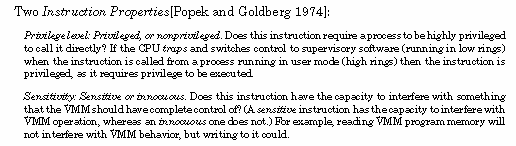 Two Instruction Properties[Popek and Goldberg 1974]:
Privilege level: Privileged, or nonprivileged. Does this instruction require a process to be highly privileged
to call it directly? If the CPU traps and switches control to supervisory software (running in low rings)
when the instruction is called from a process running in user mode (high rings) then the instruction is
privileged, as it requires privilege to be executed.
Sensitivity: Sensitive or innocuous. Does this instruction have the capacity to interfere with something
that the VMM should have complete control of? (A sensitive instruction has the capacity to interfere with
VMM operation, whereas an innocuous one does not.) For example, reading VMM program memory will
not interfere with VMM behavior, but writing to it could.